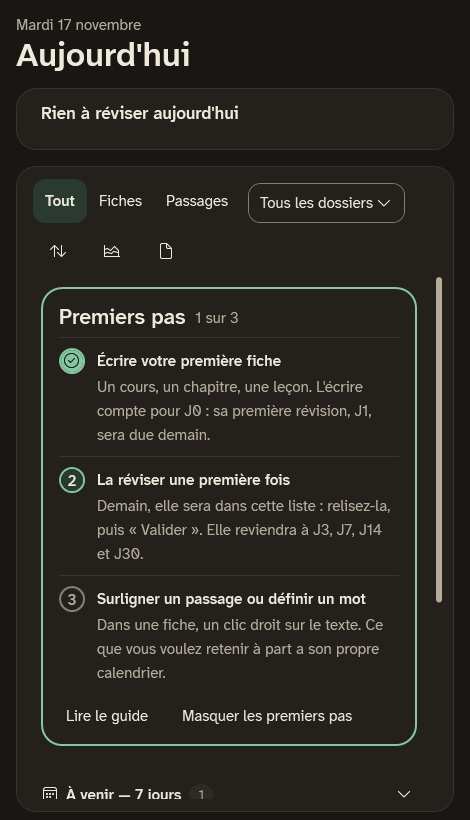 Mardi 17 novembre
Aujourd'hui
Rien à réviser aujourd'hui
Tout Fiches Passages Tous les dossiers
Premiers pas 1 sur 3
Écrire votre première fiche
Un cours, un chapitre, une leçon. L'écrire
compte pour J0 : sa première révision, J1,
sera due demain.
2 La réviser une première fois
Demain, elle sera dans cette liste : relisez-la,
puis « Valider ». Elle reviendra à J3, J7, J14
et J30.
3 Surligner un passage ou définir un mot
Dans une fiche, un clic droit sur le texte. Ce
que vous voulez retenir à part a son propre
calendrier.
Lire le guide Masquer les premiers pas
À venir — 7 jours 1